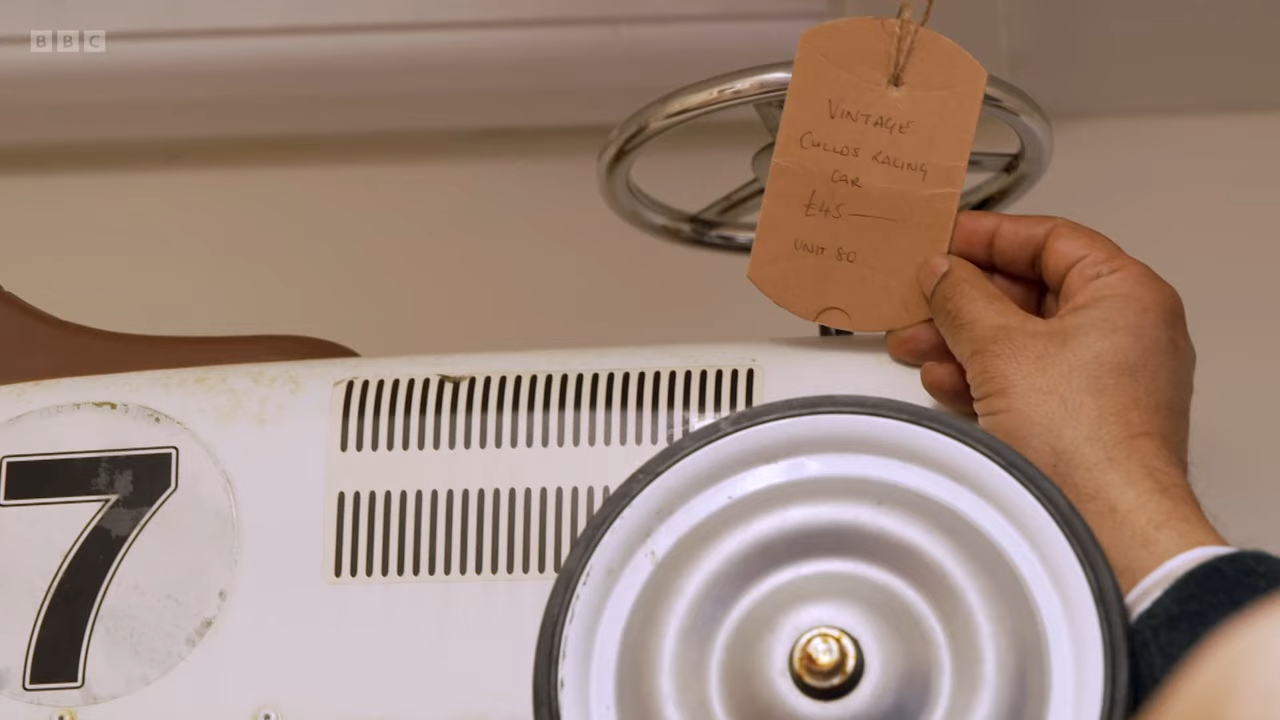 BBC
VINTAGE
CHILDS RACING
CAR
£45—
UNIT 80
7